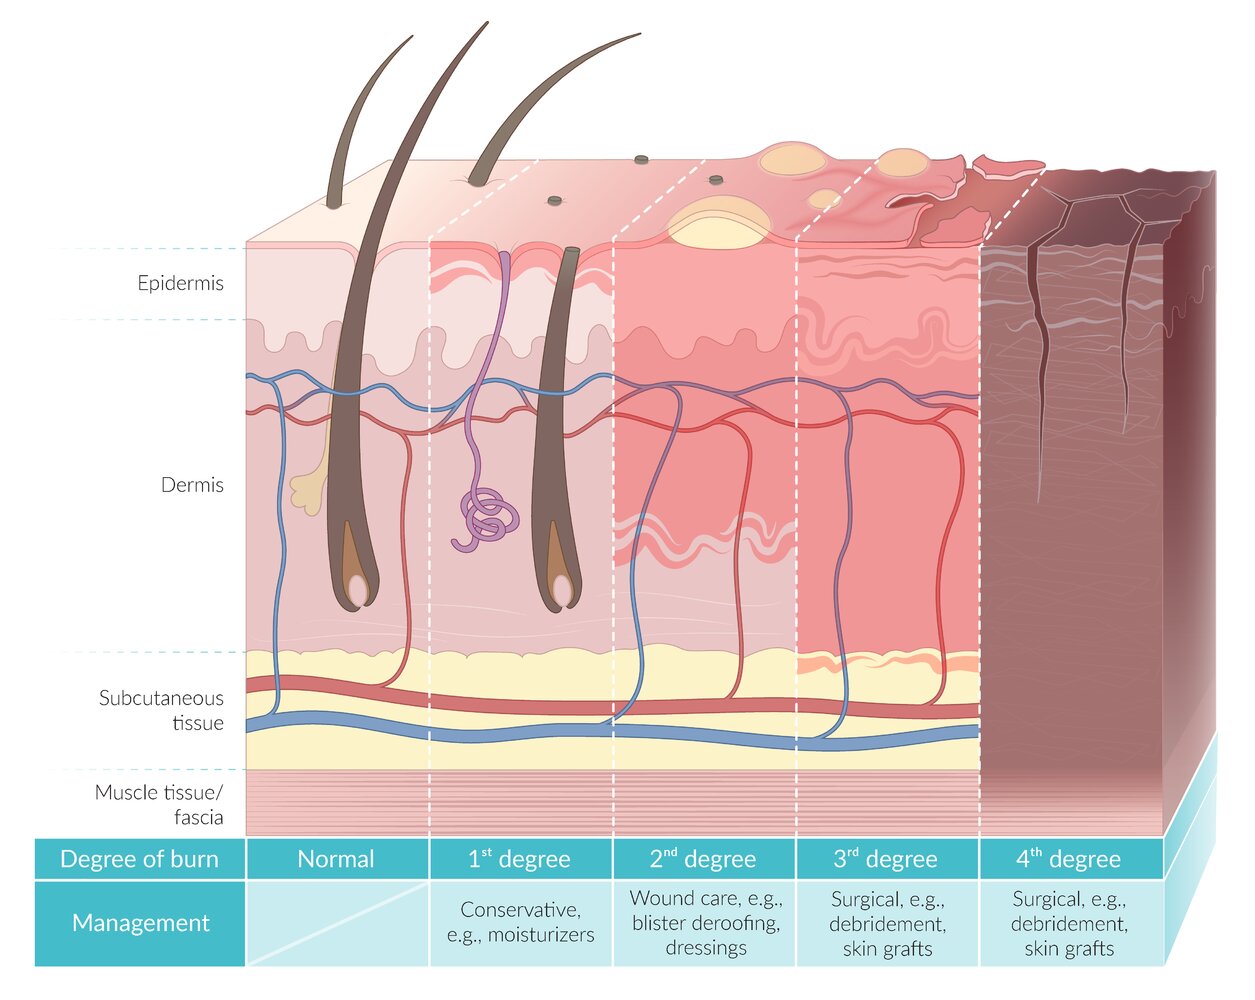 Epidermis
Dermis
Subcutaneous
tissue
Muscle tissue/
fascia
Degree of burn
Normal
1st degree
2nd degree
3rd degree
4th degree
Management
Conservative,
e.g., moisturizers
Wound care, e.g.,
blister deroofing,
dressings
Surgical, e.g.,
debridement,
skin grafts
Surgical, e.g.,
debridement,
skin grafts